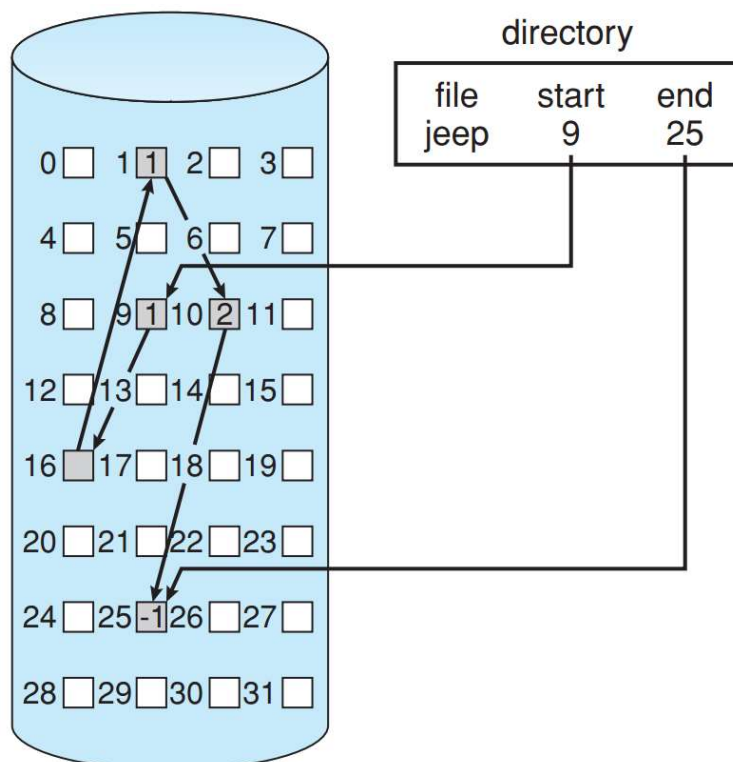 directory
file start end
jeep 9 25
0 1 1 2 3
4 5 6 7
8 9 1 10 2 11
12 13 14 15
16 17 18 19
20 21 22 23
24 25 -1 26 27
28 29 30 31